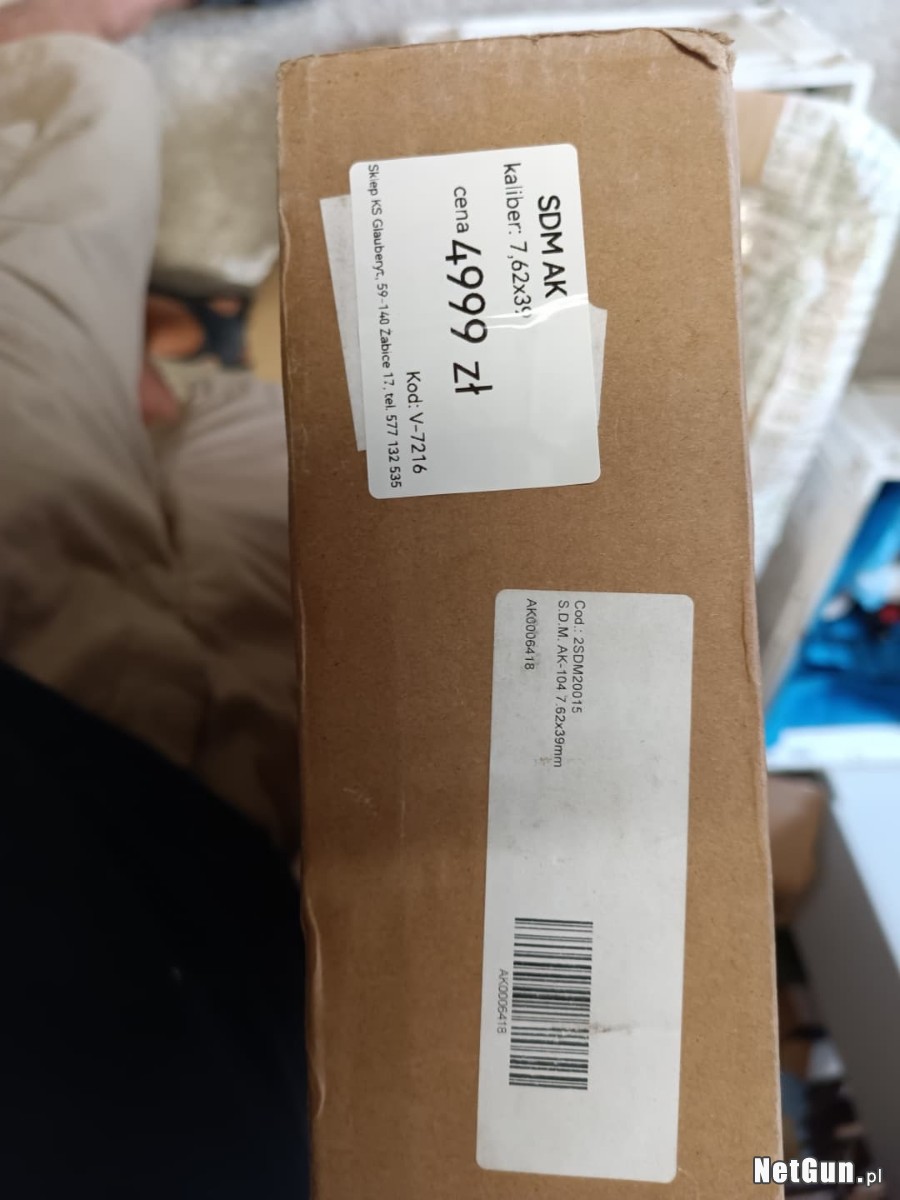 SDM AK
kaliber: 7,62x39
cena 4999 zł
Kod: V-7216
Sklep KS Glauberyt, 59-140 Żabice 17, tel. 577 132 535
Cod.: 2SDM20015
S.D.M. AK-104 7.62x39mm
AK0006418
AK0006418
NetGun.pl